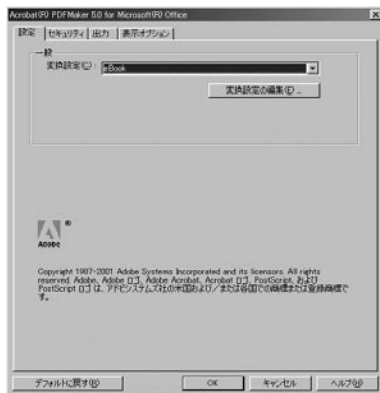 Acrobat(R) PDFMaker 5.0 for Microsoft(R) Office
設定 セキュリティ 出力 表示オプション
一般
変換設定(C): eBook
変換設定の編集(E)...
Adobe
Copyright 1987-2001 Adobe Systems Incorporated and its licensors. All rights
reserved. Adobe, Adobe ロゴ, Adobe Acrobat, Acrobat ロゴ, PostScript, および
PostScript ロゴ は、アドビシステムズ社の米国および/または各国での商標または登録商標で
す。
デフォルトに戻す(R) OK キャンセル ヘルプ(H)